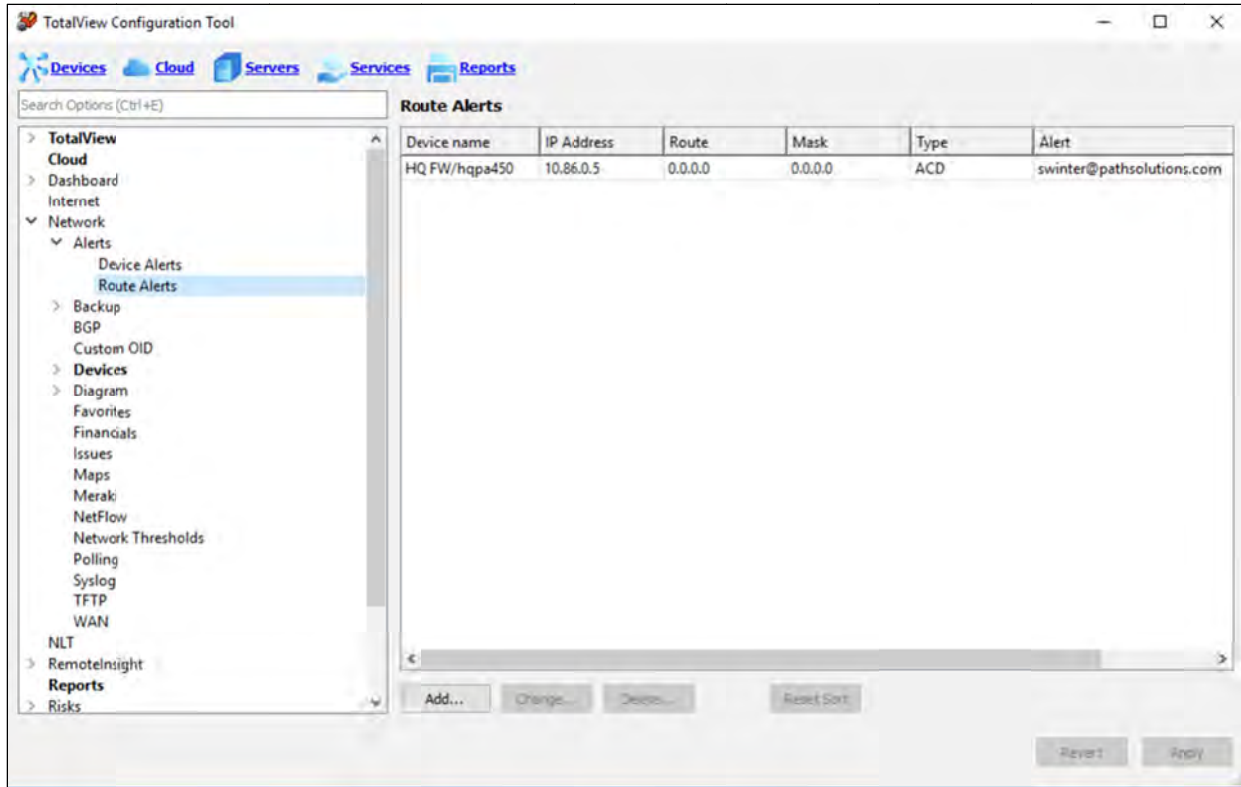 TotalView Configuration Tool
Devices Cloud Servers Services Reports
Search Options (Ctrl+E)
TotalView
Cloud
Dashboard
Internet
Network
Alerts
Device Alerts
Route Alerts
Backup
BGP
Custom OID
Devices
Diagram
Favorites
Financials
Issues
Maps
Meraki
NetFlow
Network Thresholds
Polling
Syslog
TFTP
WAN
NLT
RemoteInsight
Reports
Risks
Route Alerts
Device name IP Address Route Mask Type Alert
HQ FW/hqpa450 10.86.0.5 0.0.0.0 0.0.0.0 ACD swinter@pathsolutions.com
Add... Change... Delete... Reset Sort
Revert Apply